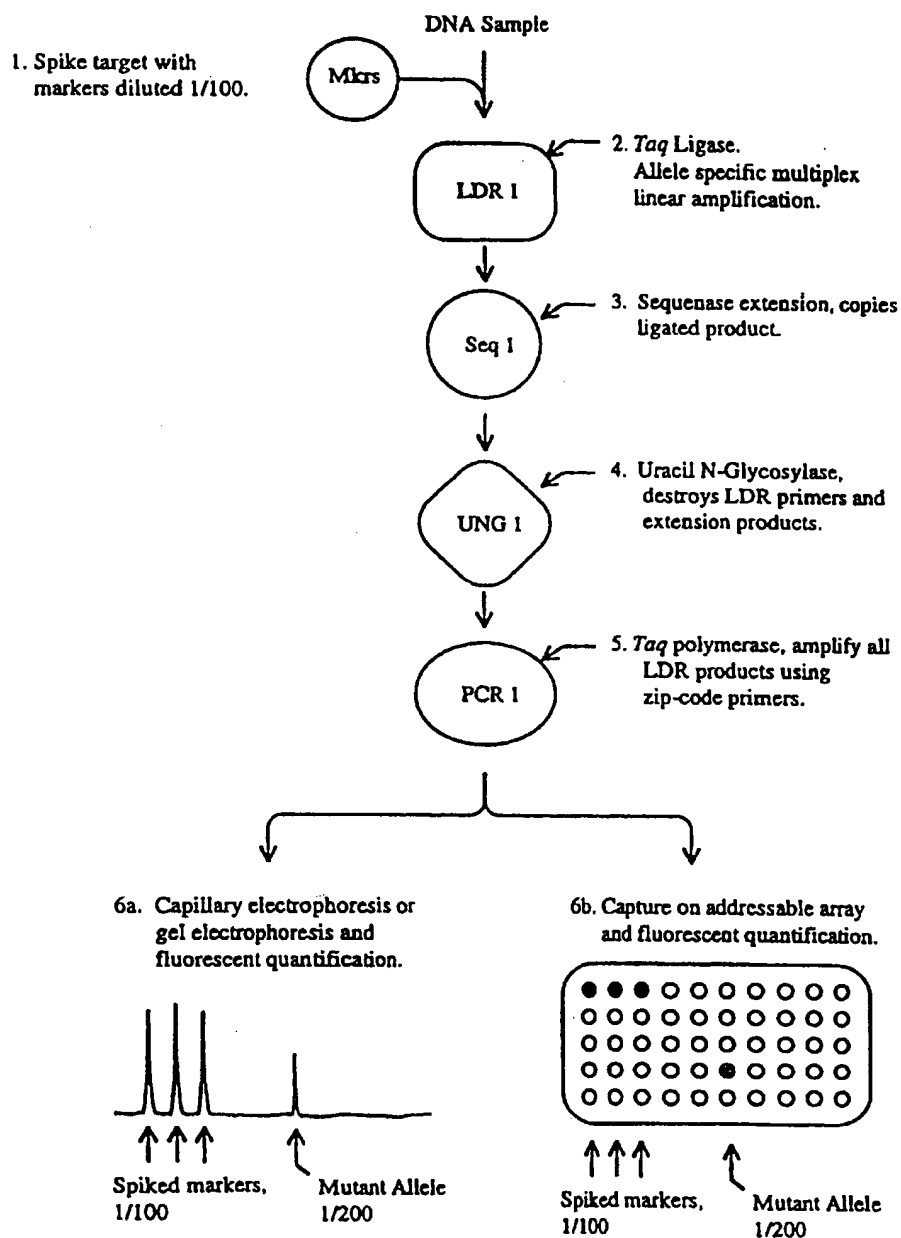 DNA Sample
1. Spike target with
markers diluted 1/100.
Mkrs
2. Taq Ligase.
Allele specific multiplex
linear amplification.
LDR 1
3. Sequenase extension, copies
ligated product.
Seq 1
4. Uracil N-Glycosylase,
destroys LDR primers and
extension products.
UNG 1
5. Taq polymerase, amplify all
LDR products using
zip-code primers.
PCR 1
6a. Capillary electrophoresis or
gel electrophoresis and
fluorescent quantification.
Spiked markers,
1/100
Mutant Allele
1/200
6b. Capture on addressable array
and fluorescent quantification.
Spiked markers,
1/100
Mutant Allele
1/200